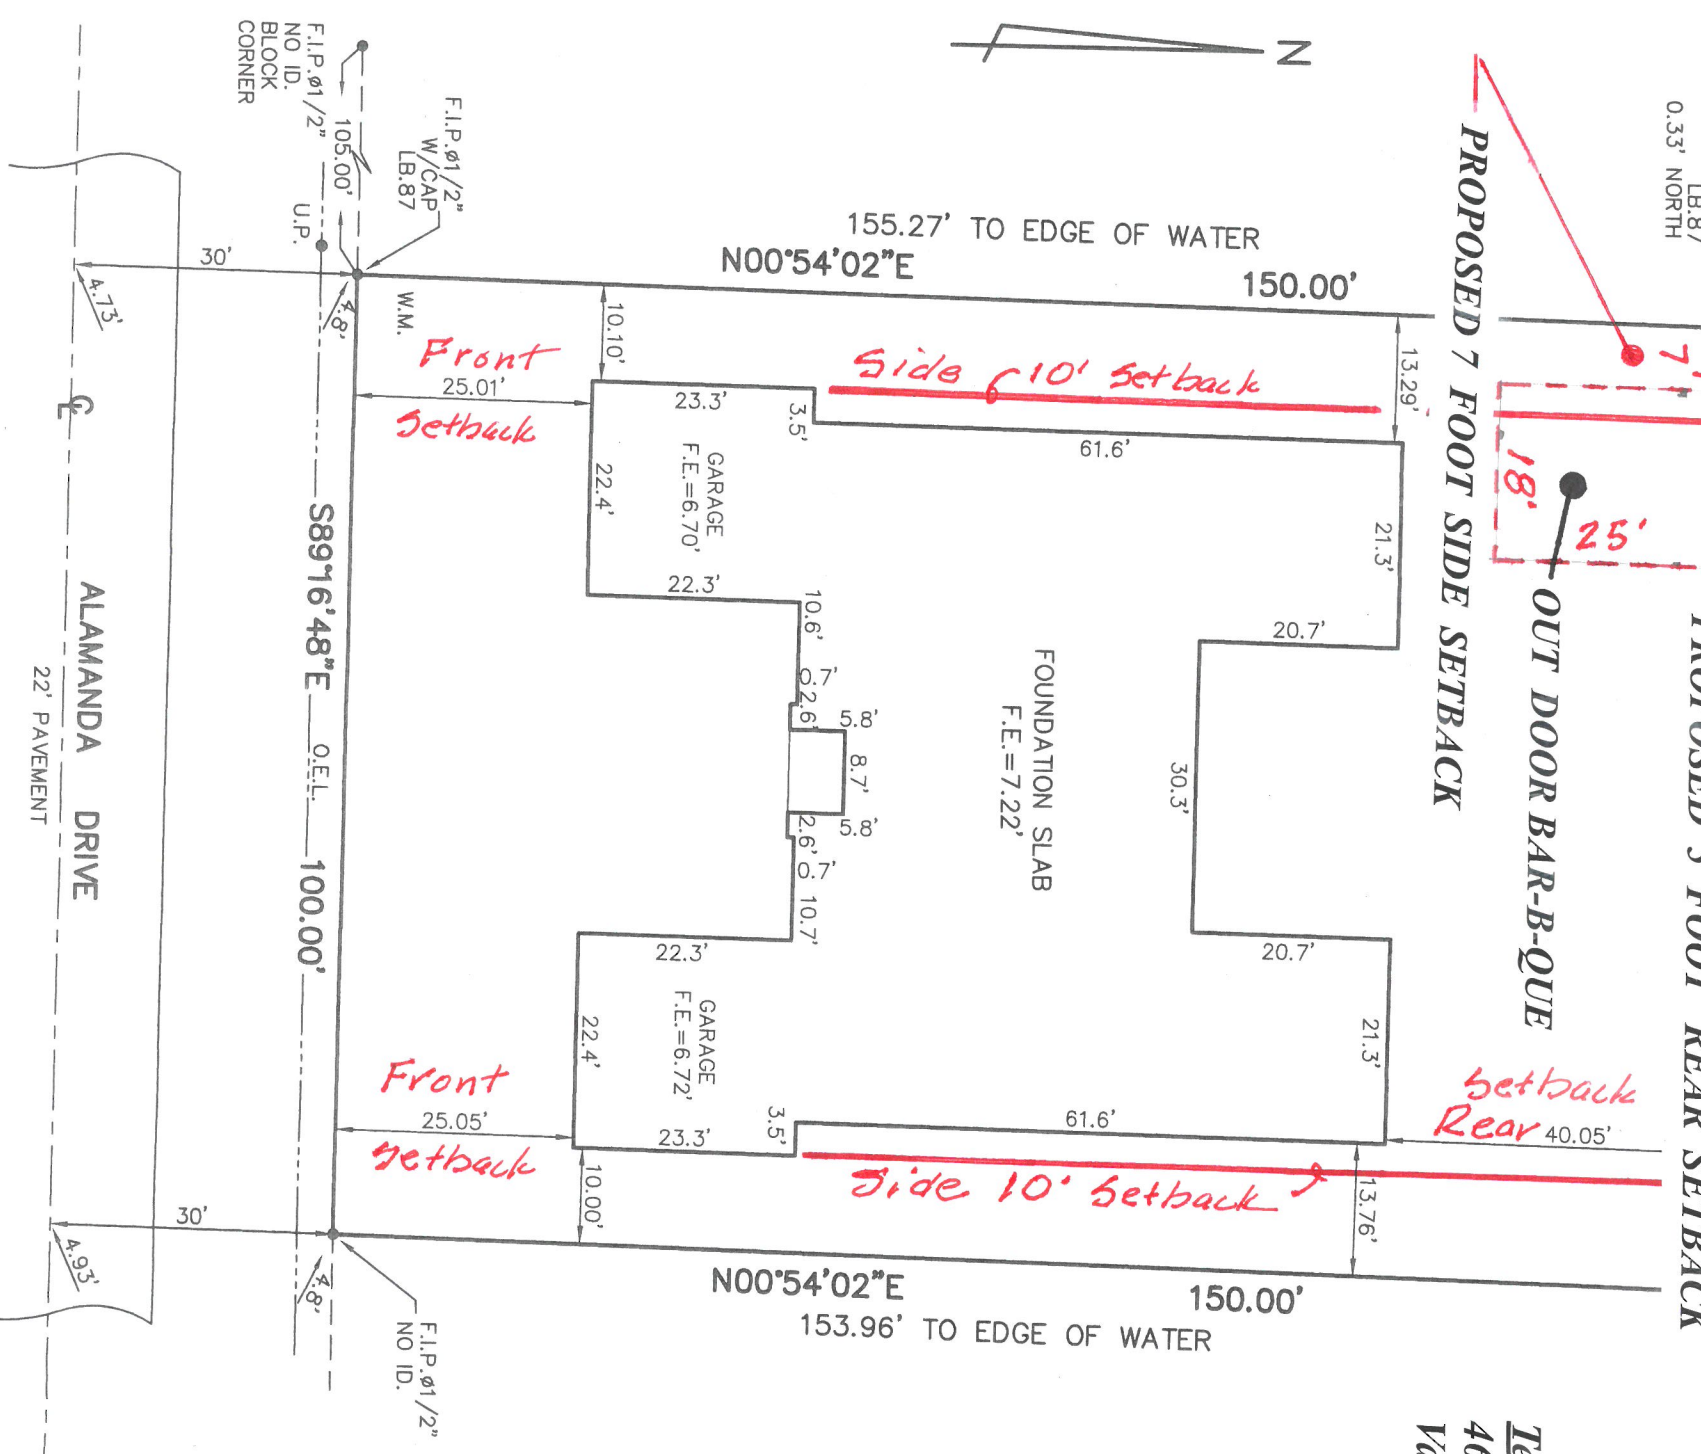 N
LB.87
0.33' NORTH
PROPOSED 7 FOOT SIDE SETBACK
7'
18'
25'
OUT DOOR BAR-B-QUE
FOOT REAR SETBACK
F.I.P.ø1/2"
NO ID.
BLOCK
CORNER
105.00'
U.P.
F.I.P.ø1/2"
W/CAP
LB.87
155.27' TO EDGE OF WATER
N00°54'02"E
150.00'
30'
4.73'
4.8'
W.M.
10.10'
13.29'
Front
25.01'
Setback
Side 10' Setback
23.3'
3.5'
61.6'
GARAGE
F.E.=6.70'
22.4'
22.3'
21.3'
20.7'
10.6'
0.7'
2.6'
5.8'
8.7'
5.8'
2.6'
0.7'
10.7'
FOUNDATION SLAB
F.E.=7.22'
30.3'
20.7'
21.3'
22.3'
22.4'
GARAGE
F.E.=6.72'
23.3'
3.5'
61.6'
Front
25.05'
Setback
Setback
Rear 40.05'
Side 10' Setback
10.00'
13.76'
S89°16'48"E
O.E.L.
100.00'
℄
ALAMANDA DRIVE
22' PAVEMENT
30'
4.93'
4.8'
N00°54'02"E
150.00'
153.96' TO EDGE OF WATER
F.I.P.ø1/2"
NO ID.